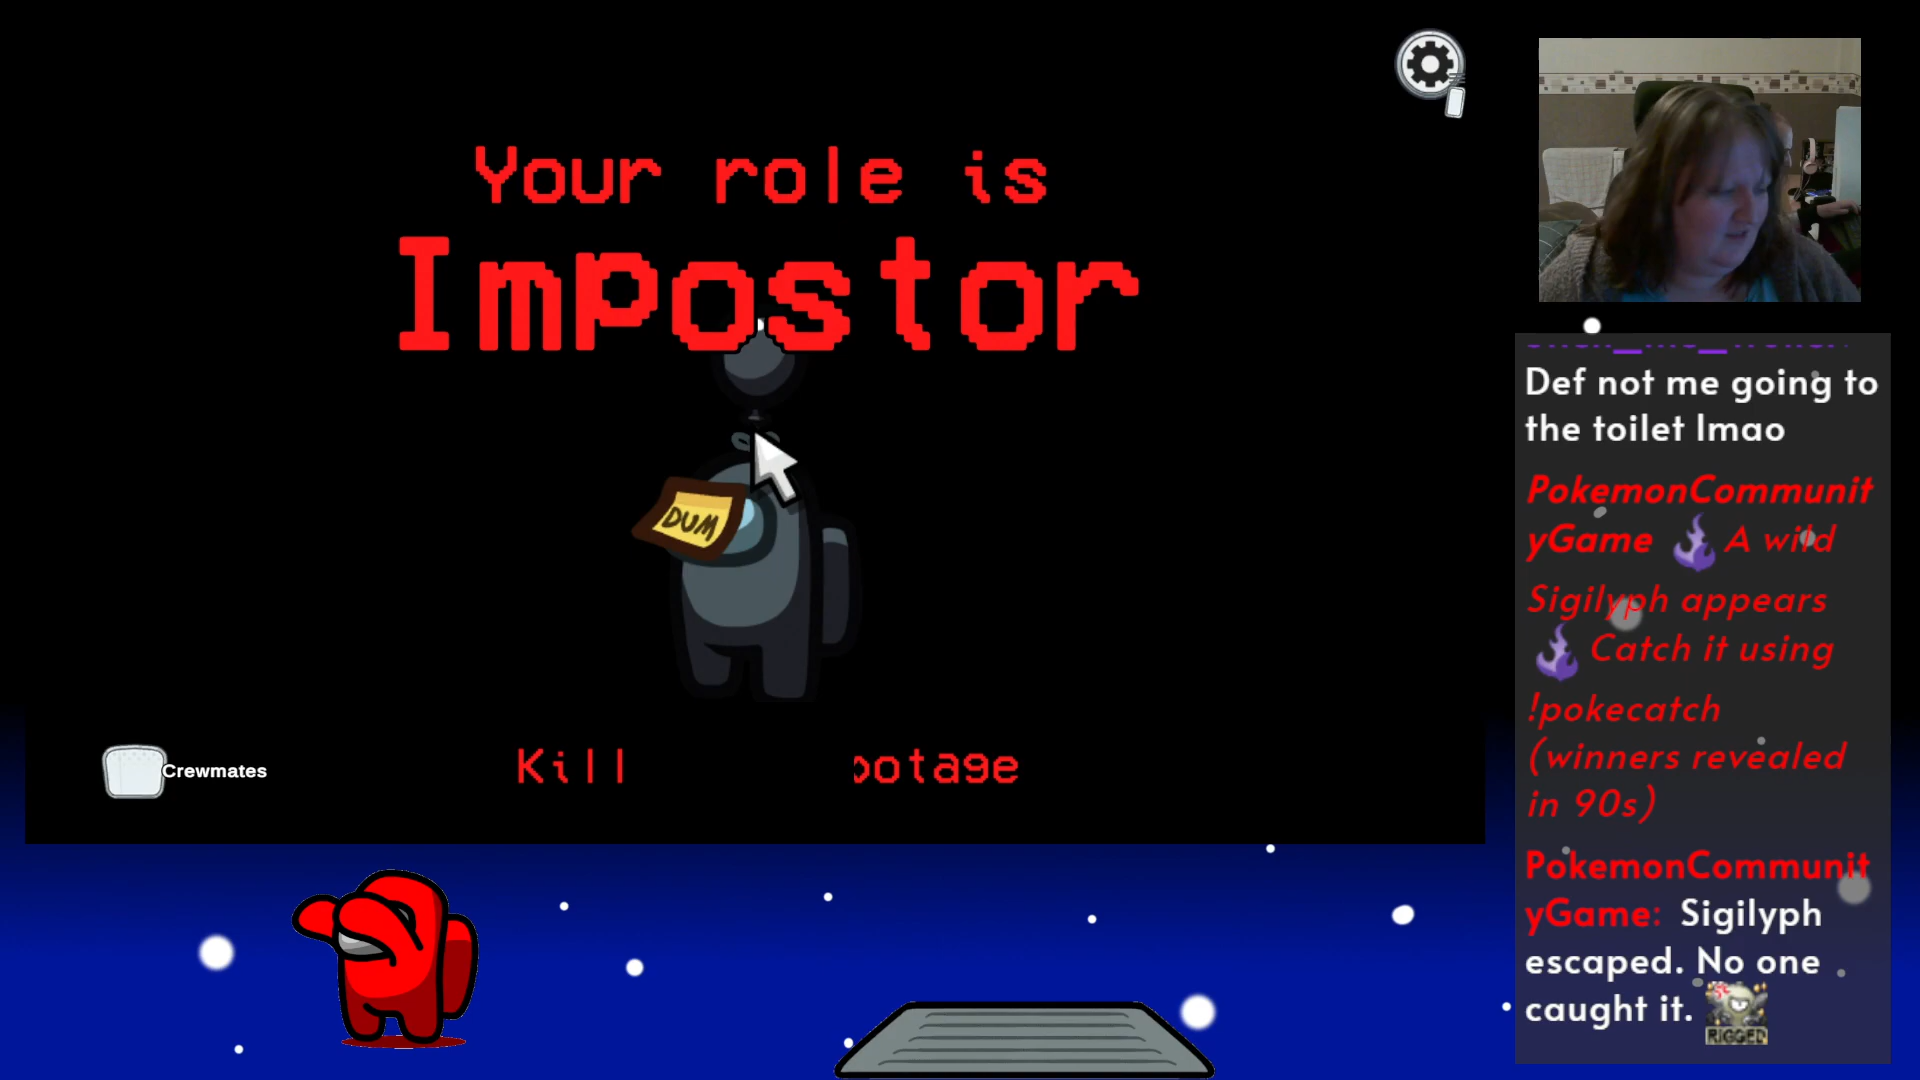 Your role is
Impostor
DUM
Kill
Crewmates
Def not me going to
the toilet lmao
PokemonCommunit
yGame A wild
Sigilyph appears
Catch it using
!pokecatch
(winners revealed
in 90s)
PokemonCommunit
yGame: Sigilyph
escaped. No one
caught it.
RIGGED